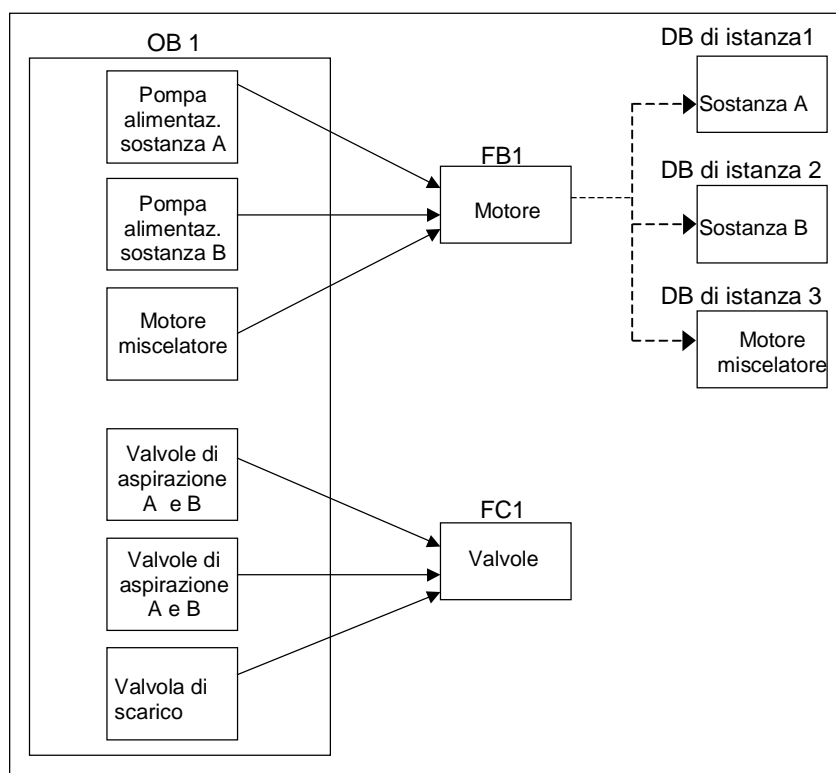 OB 1
Pompa
alimentaz.
sostanza A
Pompa
alimentaz.
sostanza B
Motore
miscelatore
Valvole di
aspirazione
A e B
Valvole di
aspirazione
A e B
Valvola di
scarico
FB1
Motore
FC1
Valvole
DB di istanza1
Sostanza A
DB di istanza 2
Sostanza B
DB di istanza 3
Motore
miscelatore